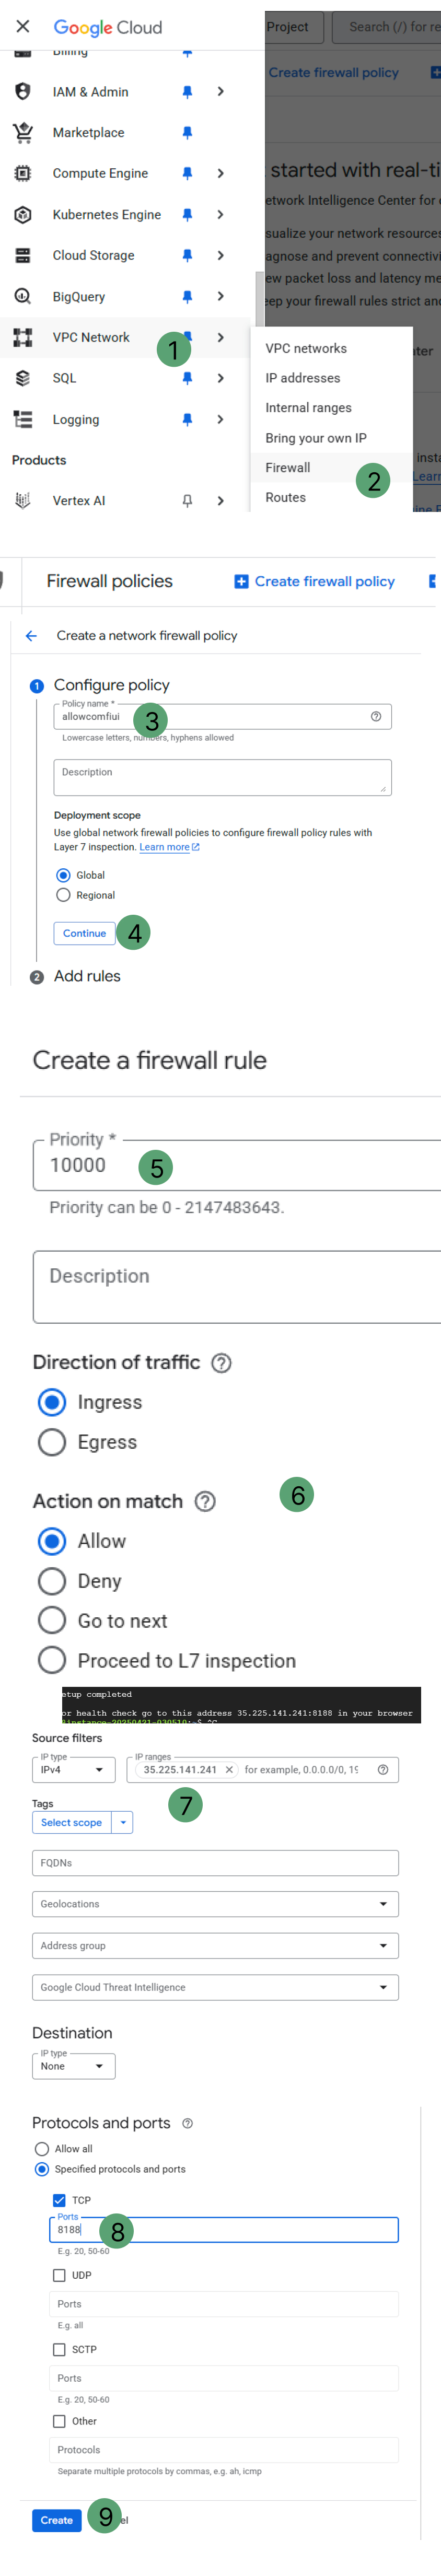 Google Cloud
Project
Search (/) for re
Billing
Create firewall policy
IAM & Admin
Marketplace
Compute Engine
started with real-ti
Kubernetes Engine
etwork Intelligence Center for
sualize your network resources
Cloud Storage
agnose and prevent connectivi
ew packet loss and latency me
BigQuery
eep your firewall rules strict and
VPC Network
1
VPC networks
nter
SQL
IP addresses
Logging
Internal ranges
Bring your own IP
Products
Firewall
insta
2
Learn
Vertex AI
Routes
Firewall policies
Create firewall policy
Create a network firewall policy
1 Configure policy
Policy name *
allowcomfiui
3
Lowercase letters, numbers, hyphens allowed
Description
Deployment scope
Use global network firewall policies to configure firewall policy rules with
Layer 7 inspection. Learn more
Global
Regional
Continue
4
2 Add rules
Create a firewall rule
Priority *
10000
5
Priority can be 0 - 2147483643.
Description
Direction of traffic
Ingress
Egress
6
Action on match
Allow
Deny
Go to next
Proceed to L7 inspection
etup completed
or health check go to this address 35.225.141.241:8188 in your browser
instance-20250421-030510:~$ ^C
Source filters
IP type
IPv4
IP ranges
35.225.141.241
for example, 0.0.0.0/0, 19
7
Tags
Select scope
FQDNs
Geolocations
Address group
Google Cloud Threat Intelligence
Destination
IP type
None
Protocols and ports
Allow all
Specified protocols and ports
TCP
Ports
8188
8
E.g. 20, 50-60
UDP
Ports
E.g. all
SCTP
Ports
E.g. 20, 50-60
Other
Protocols
Separate multiple protocols by commas, e.g. ah, icmp
Create
9
el